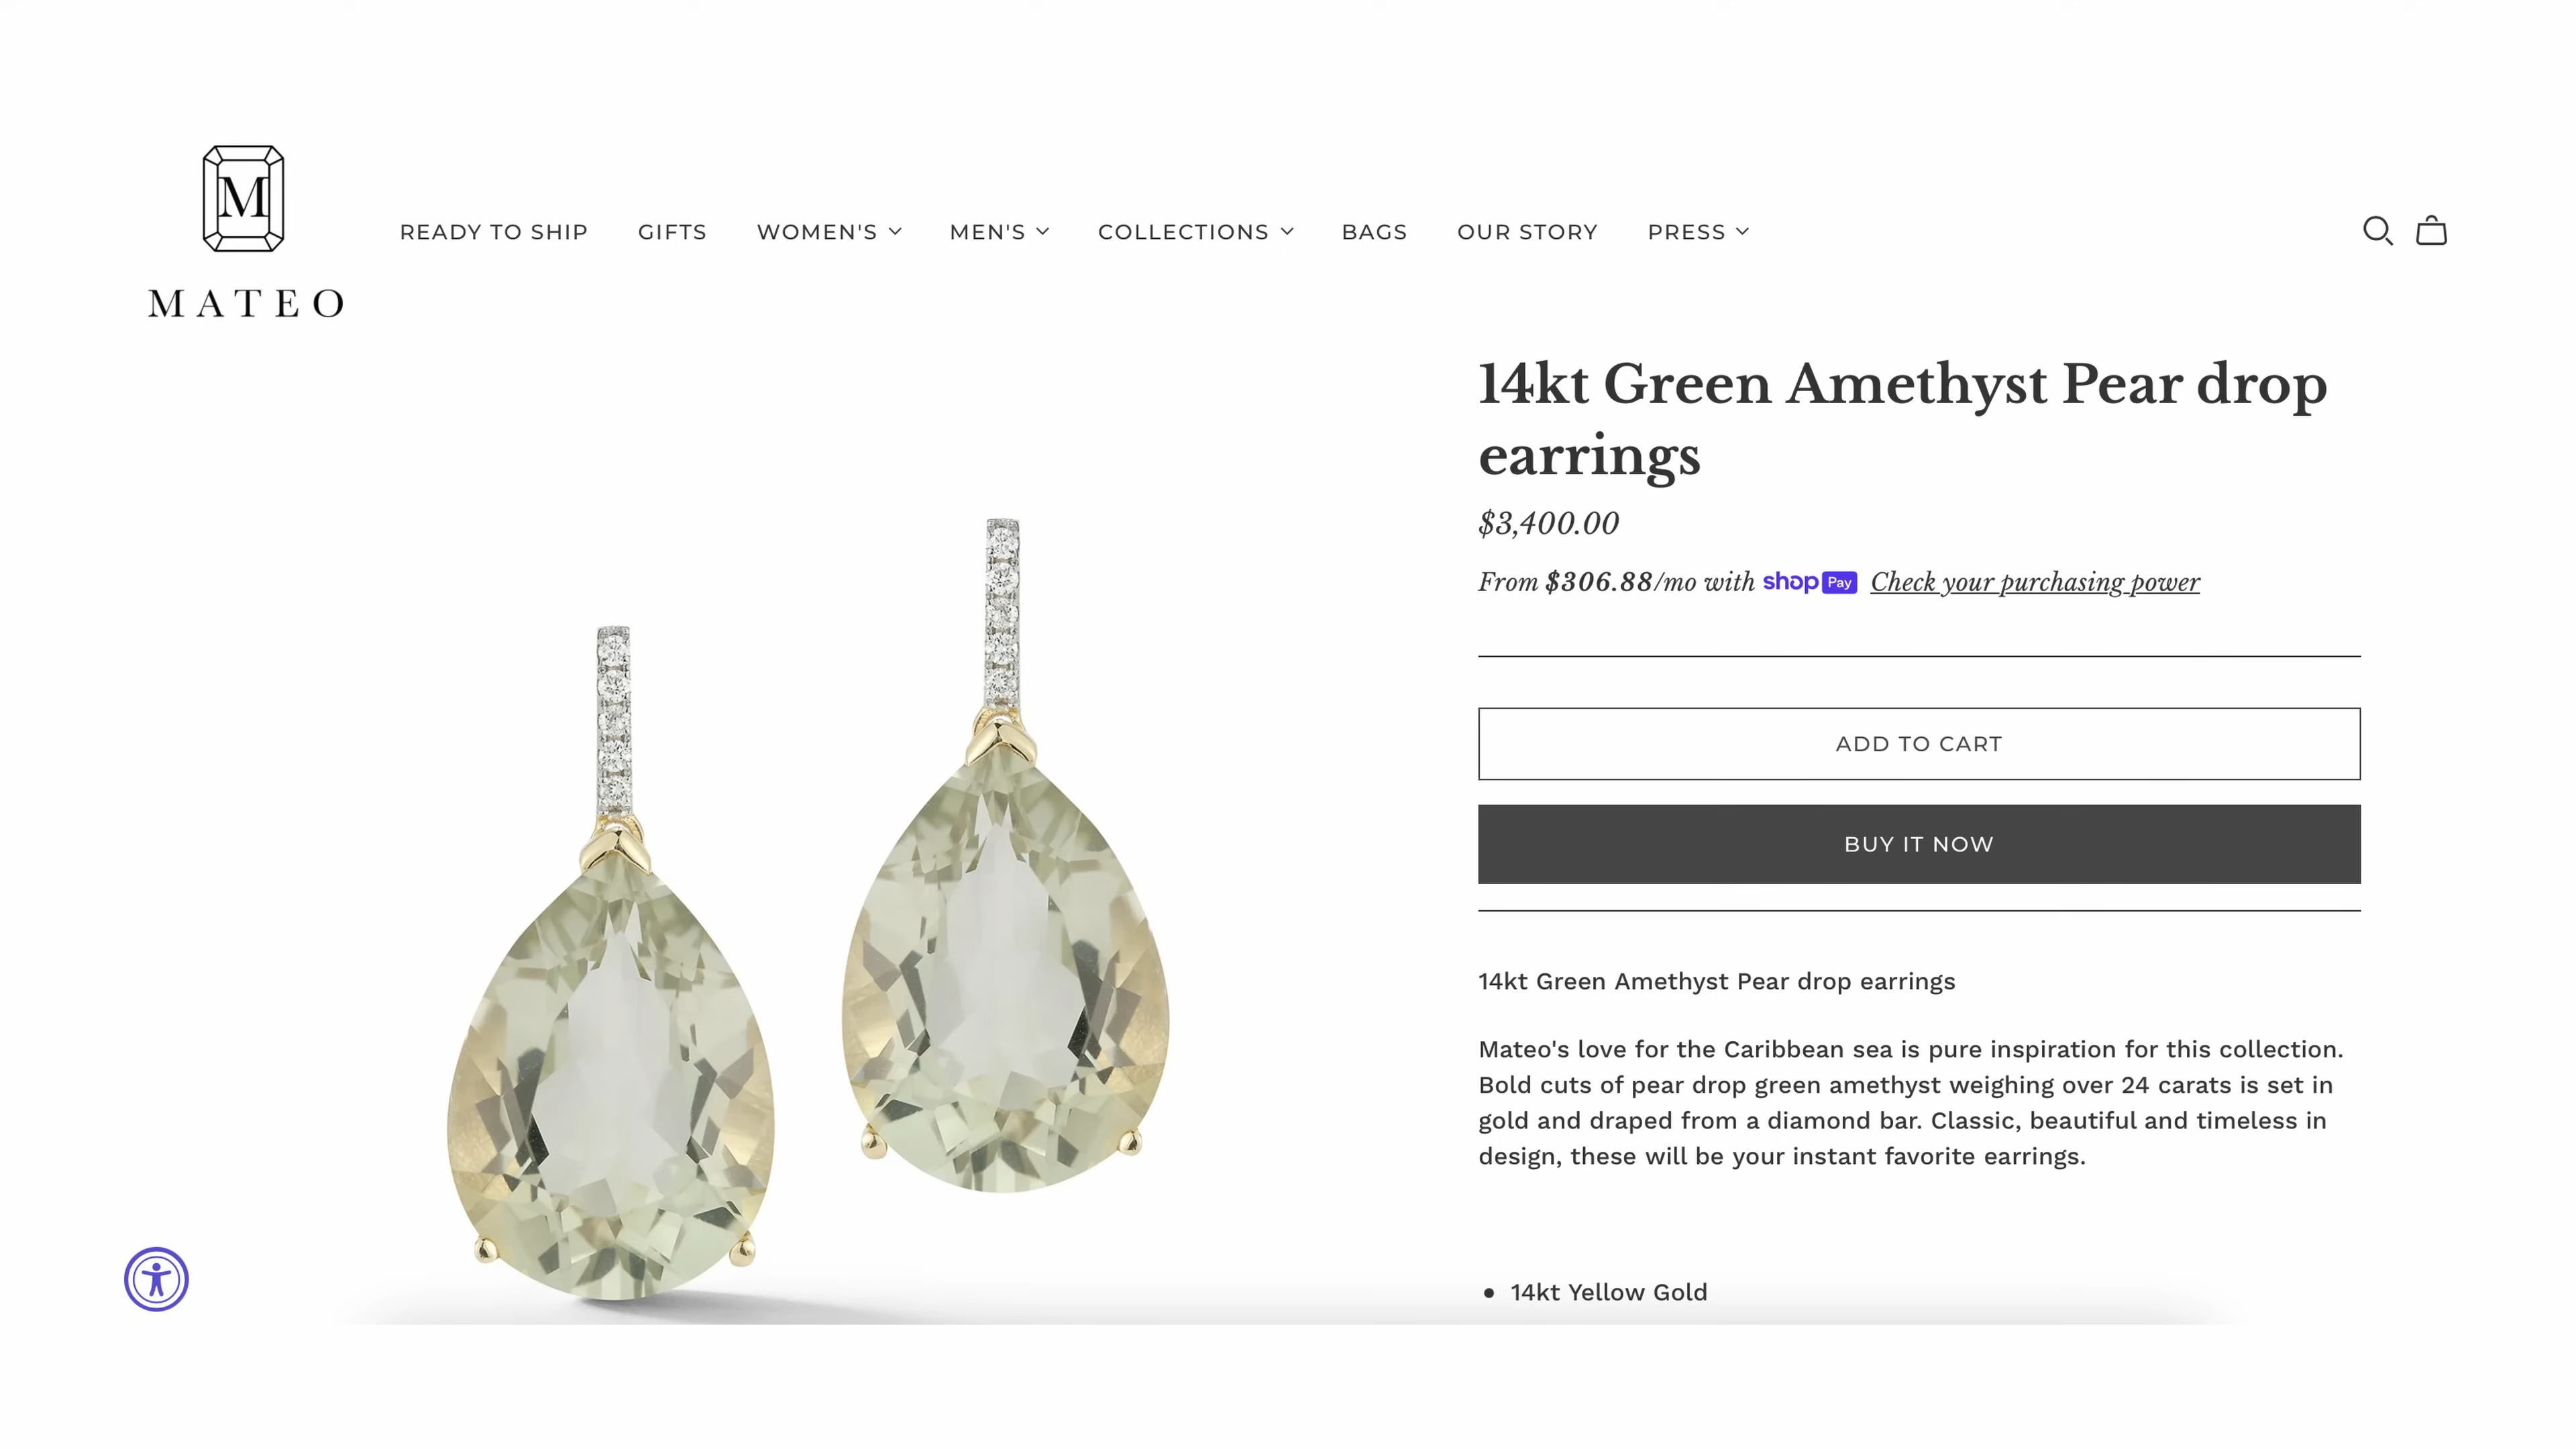 M
MATEO
READY TO SHIP GIFTS WOMEN'S MEN'S COLLECTIONS BAGS OUR STORY PRESS
14kt Green Amethyst Pear drop
earrings
$3,400.00
From $306.88/mo with shop Pay Check your purchasing power
ADD TO CART
BUY IT NOW
14kt Green Amethyst Pear drop earrings
Mateo's love for the Caribbean sea is pure inspiration for this collection.
Bold cuts of pear drop green amethyst weighing over 24 carats is set in
gold and draped from a diamond bar. Classic, beautiful and timeless in
design, these will be your instant favorite earrings.
• 14kt Yellow Gold